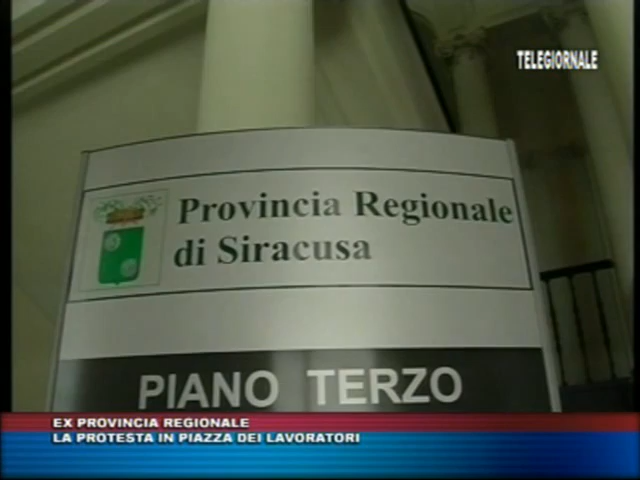 TELEGIORNALE
Provincia Regionale
di Siracusa
PIANO TERZO
EX PROVINCIA REGIONALE
LA PROTESTA IN PIAZZA DEI LAVORATORI